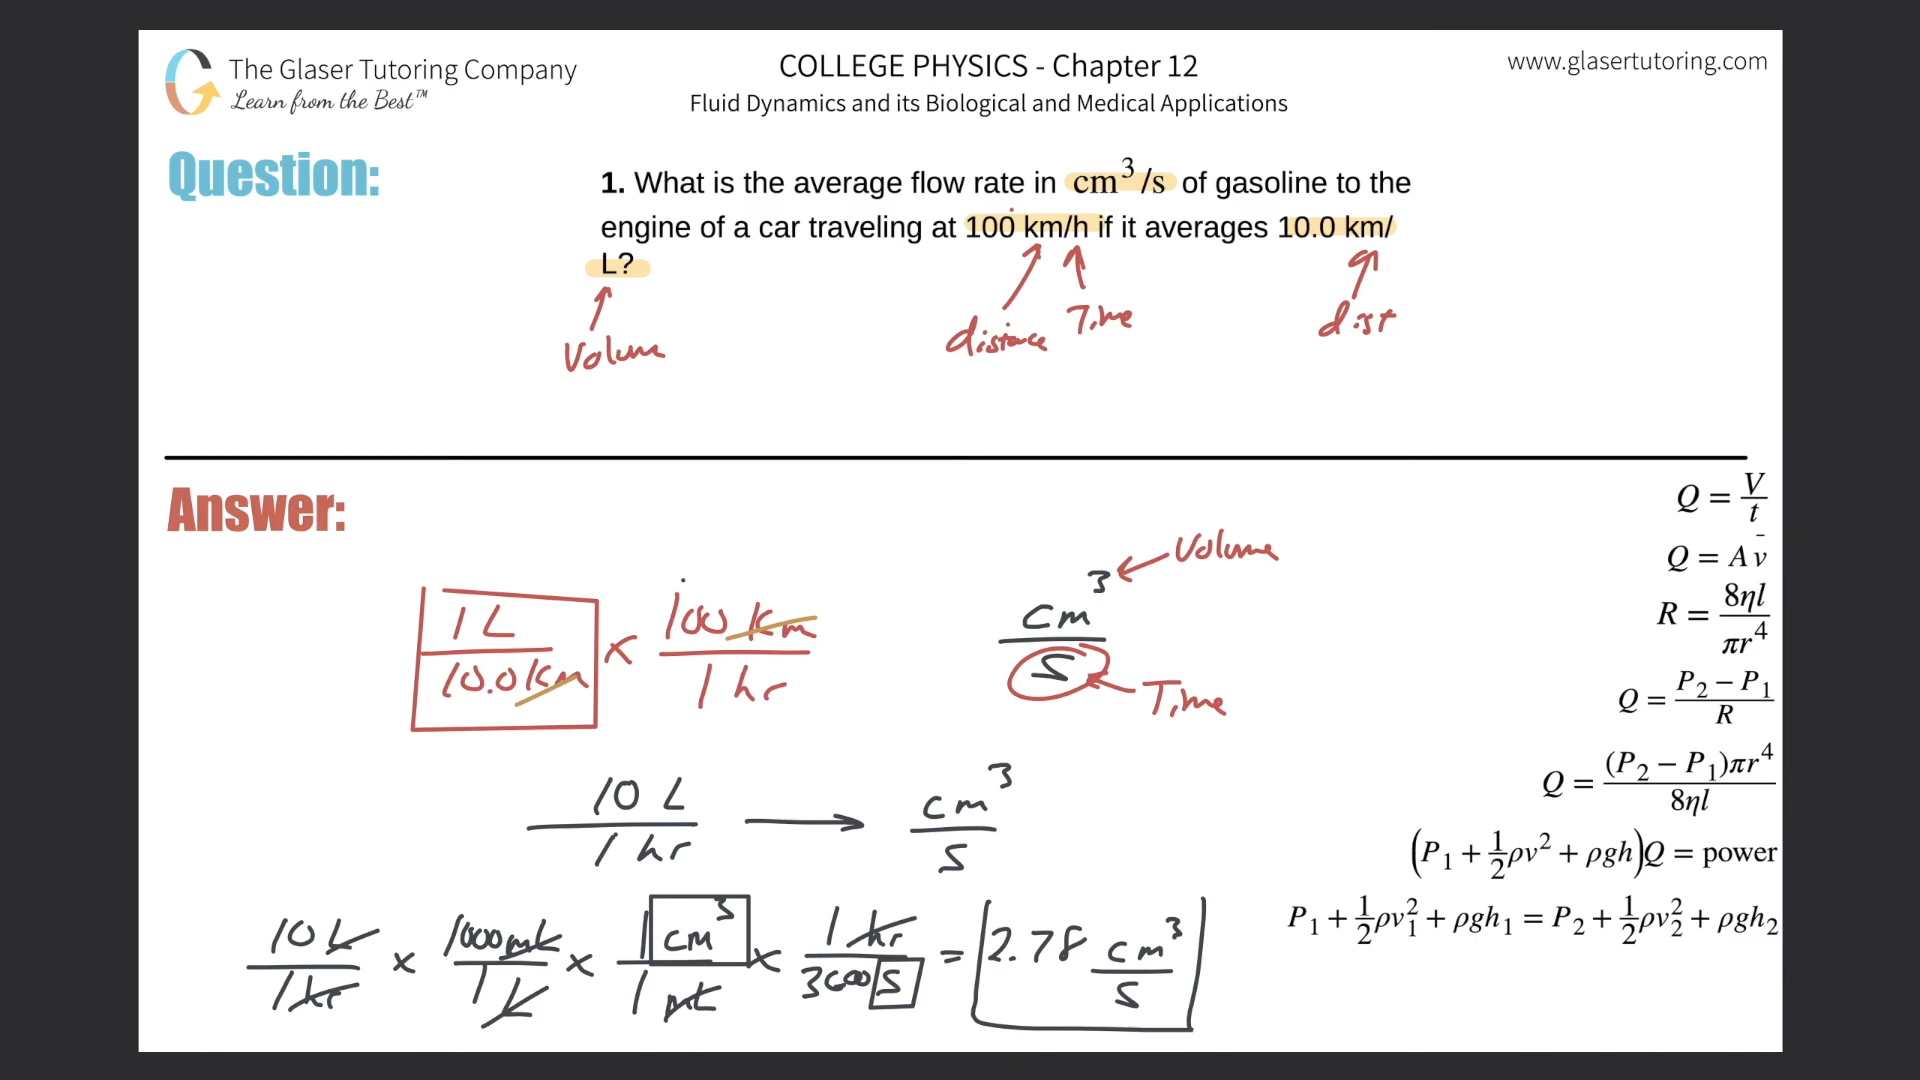 The Glaser Tutoring Company
Learn from the Best™
COLLEGE PHYSICS - Chapter 12
Fluid Dynamics and its Biological and Medical Applications
www.glasertutoring.com
Question:
1. What is the average flow rate in cm³/s of gasoline to the
engine of a car traveling at 100 km/h if it averages 10.0 km/
L?
Volume
distance
Time
dist
Answer:
1 L / 10.0 km × 100 km / 1 hr
cm³ / s
Volume
Time
10 L / 1 hr → cm³ / s
10 L / 1 hr × 1000 mL / 1 L × 1 cm³ / 1 mL × 1 hr / 3600 s = 2.78 cm³ / s
Q = V / t
Q = A v̄
R = 8ηl / πr⁴
Q = P₂ − P₁ / R
Q = (P₂ − P₁)πr⁴ / 8ηl
(P₁ + ½ρv² + ρgh)Q = power
P₁ + ½ρv₁² + ρgh₁ = P₂ + ½ρv₂² + ρgh₂